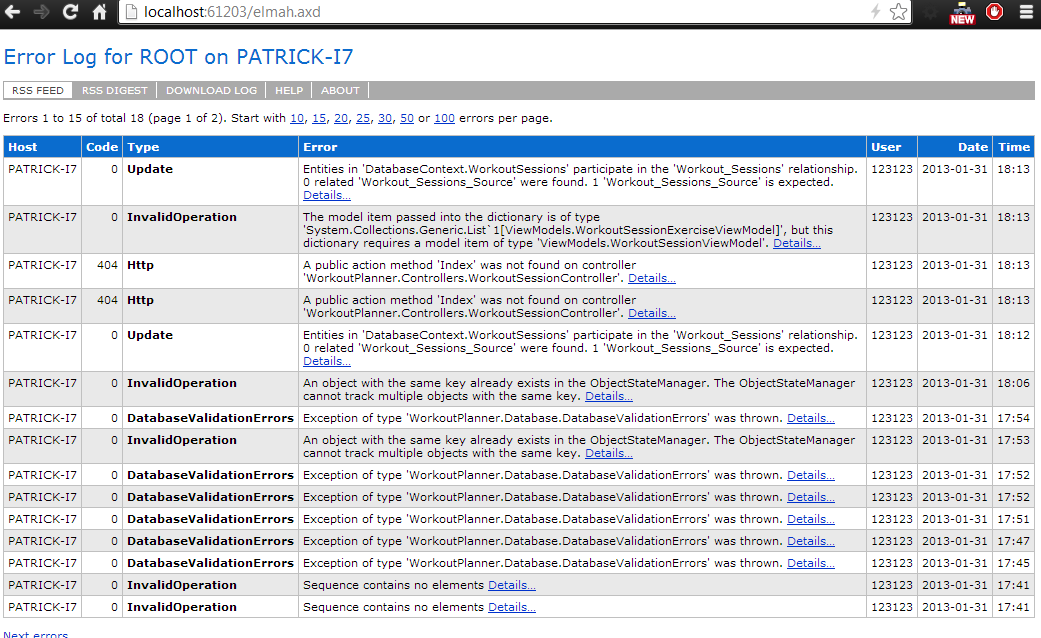 localhost:61203/elmah.axd
NEW
Error Log for ROOT on PATRICK-I7
RSS FEED RSS DIGEST DOWNLOAD LOG HELP ABOUT
Errors 1 to 15 of total 18 (page 1 of 2). Start with 10, 15, 20, 25, 30, 50 or 100 errors per page.
Host Code Type Error User Date Time
PATRICK-I7 0 Update Entities in 'DatabaseContext.WorkoutSessions' participate in the 'Workout_Sessions' relationship. 123123 2013-01-31 18:13
0 related 'Workout_Sessions_Source' were found. 1 'Workout_Sessions_Source' is expected.
Details...
PATRICK-I7 0 InvalidOperation The model item passed into the dictionary is of type 123123 2013-01-31 18:13
'System.Collections.Generic.List`1[ViewModels.WorkoutSessionExerciseViewModel]', but this
dictionary requires a model item of type 'ViewModels.WorkoutSessionViewModel'. Details...
PATRICK-I7 404 Http A public action method 'Index' was not found on controller 123123 2013-01-31 18:13
'WorkoutPlanner.Controllers.WorkoutSessionController'. Details...
PATRICK-I7 404 Http A public action method 'Index' was not found on controller 123123 2013-01-31 18:13
'WorkoutPlanner.Controllers.WorkoutSessionController'. Details...
PATRICK-I7 0 Update Entities in 'DatabaseContext.WorkoutSessions' participate in the 'Workout_Sessions' relationship. 123123 2013-01-31 18:12
0 related 'Workout_Sessions_Source' were found. 1 'Workout_Sessions_Source' is expected.
Details...
PATRICK-I7 0 InvalidOperation An object with the same key already exists in the ObjectStateManager. The ObjectStateManager 123123 2013-01-31 18:06
cannot track multiple objects with the same key. Details...
PATRICK-I7 0 DatabaseValidationErrors Exception of type 'WorkoutPlanner.Database.DatabaseValidationErrors' was thrown. Details... 123123 2013-01-31 17:54
PATRICK-I7 0 InvalidOperation An object with the same key already exists in the ObjectStateManager. The ObjectStateManager 123123 2013-01-31 17:53
cannot track multiple objects with the same key. Details...
PATRICK-I7 0 DatabaseValidationErrors Exception of type 'WorkoutPlanner.Database.DatabaseValidationErrors' was thrown. Details... 123123 2013-01-31 17:52
PATRICK-I7 0 DatabaseValidationErrors Exception of type 'WorkoutPlanner.Database.DatabaseValidationErrors' was thrown. Details... 123123 2013-01-31 17:52
PATRICK-I7 0 DatabaseValidationErrors Exception of type 'WorkoutPlanner.Database.DatabaseValidationErrors' was thrown. Details... 123123 2013-01-31 17:51
PATRICK-I7 0 DatabaseValidationErrors Exception of type 'WorkoutPlanner.Database.DatabaseValidationErrors' was thrown. Details... 123123 2013-01-31 17:47
PATRICK-I7 0 DatabaseValidationErrors Exception of type 'WorkoutPlanner.Database.DatabaseValidationErrors' was thrown. Details... 123123 2013-01-31 17:45
PATRICK-I7 0 InvalidOperation Sequence contains no elements Details... 123123 2013-01-31 17:41
PATRICK-I7 0 InvalidOperation Sequence contains no elements Details... 123123 2013-01-31 17:41
Next errors